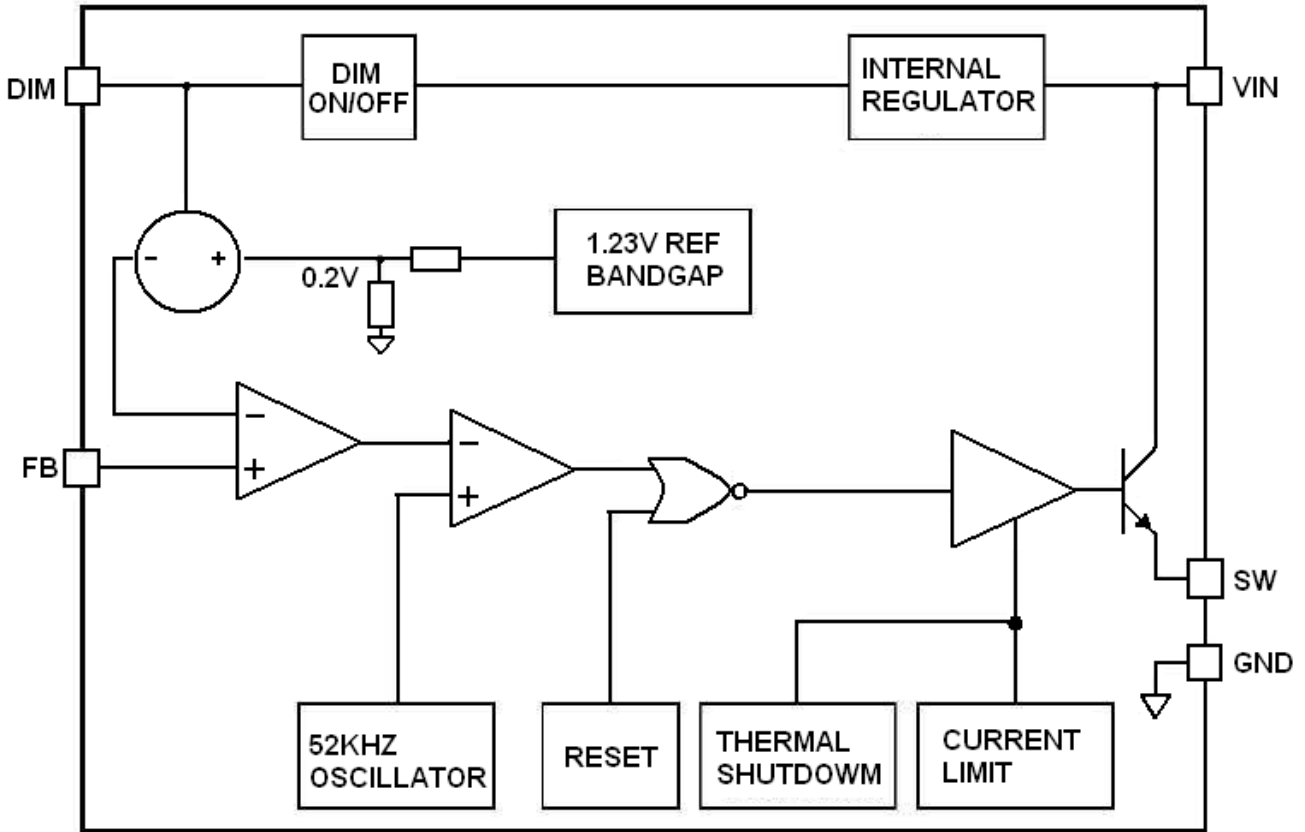 DIM
DIM
ON/OFF
INTERNAL
REGULATOR
VIN
- +
0.2V
1.23V REF
BANDGAP
-
+
FB
-
+
SW
GND
52KHZ
OSCILLATOR
RESET
THERMAL
SHUTDOWM
CURRENT
LIMIT